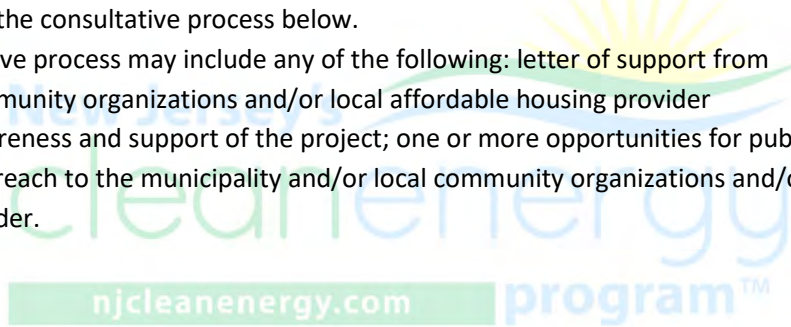 the consultative process below.
ve process may include any of the following: letter of support from
munity organizations and/or local affordable housing provider
New Jersey's
reness and support of the project; one or more opportunities for pub
reach to the municipality and/or local community organizations and/
cleanenergy
der.
njcleanenergy.com program™